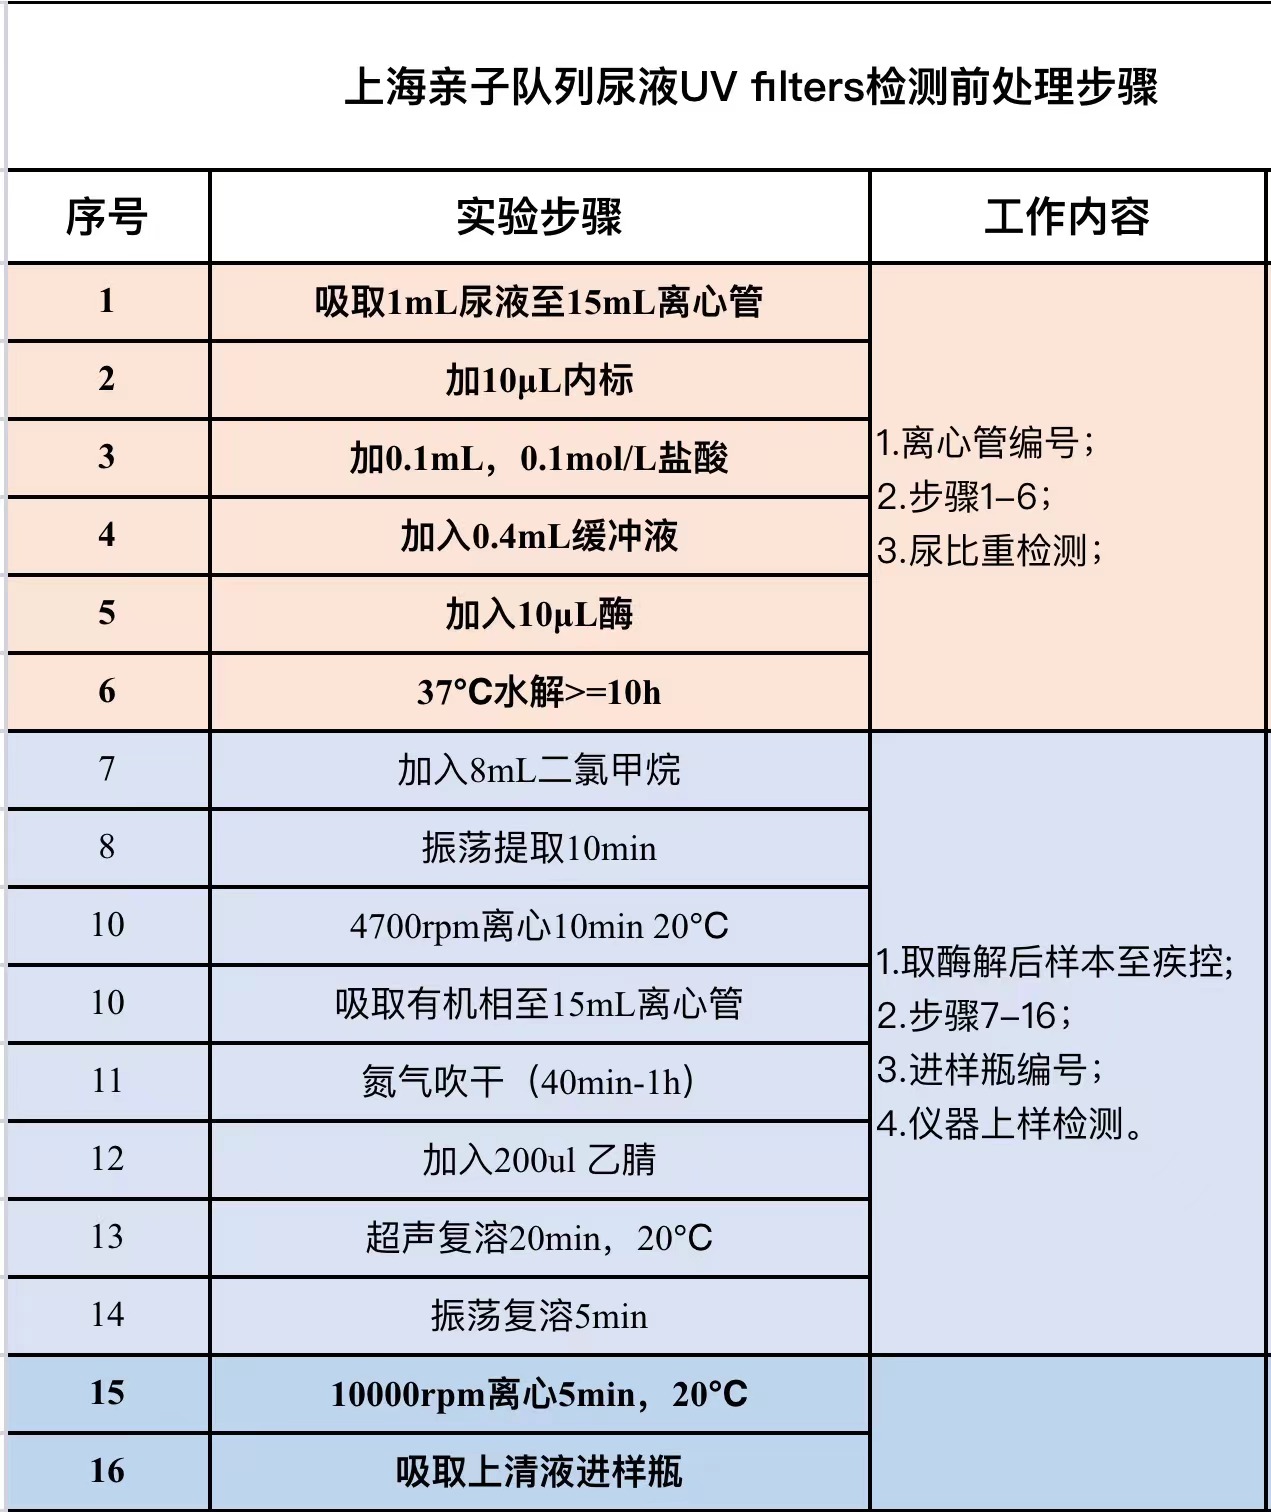 上海亲子队列尿液UV filters检测前处理步骤
序号 实验步骤 工作内容
1 吸取1mL尿液至15mL离心管
2 加10μL内标
3 加0.1mL，0.1mol/L盐酸
4 加入0.4mL缓冲液
5 加入10μL酶
6 37°C水解>=10h
1.离心管编号；
2.步骤1-6；
3.尿比重检测；
7 加入8mL二氯甲烷
8 振荡提取10min
10 4700rpm离心10min 20°C
10 吸取有机相至15mL离心管
11 氮气吹干（40min-1h）
12 加入200ul 乙腈
13 超声复溶20min，20°C
14 振荡复溶5min
1.取酶解后样本至疾控;
2.步骤7-16；
3.进样瓶编号；
4.仪器上样检测。
15 10000rpm离心5min，20°C
16 吸取上清液进样瓶